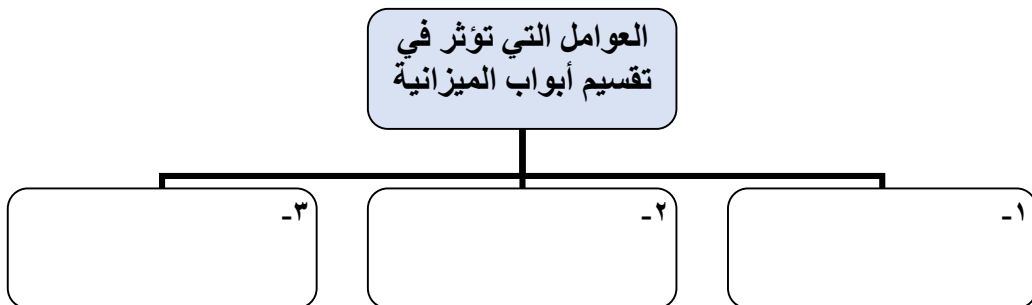 العوامل التي تؤثر في
تقسيم أبواب الميزانية
١-
٢-
٣-